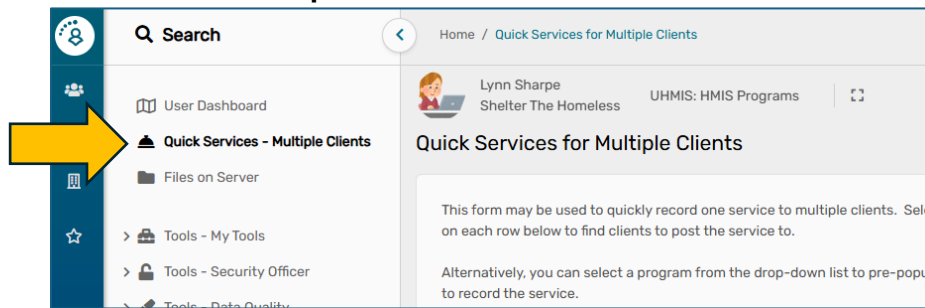 Search
Home / Quick Services for Multiple Clients
Lynn Sharpe
Shelter The Homeless
UHMIS: HMIS Programs
User Dashboard
Quick Services - Multiple Clients
Quick Services for Multiple Clients
Files on Server
This form may be used to quickly record one service to multiple clients. Sel
on each row below to find clients to post the service to.
Tools - My Tools
Tools - Security Officer
Alternatively, you can select a program from the drop-down list to pre-popu
to record the service.
Tools - Data Quality